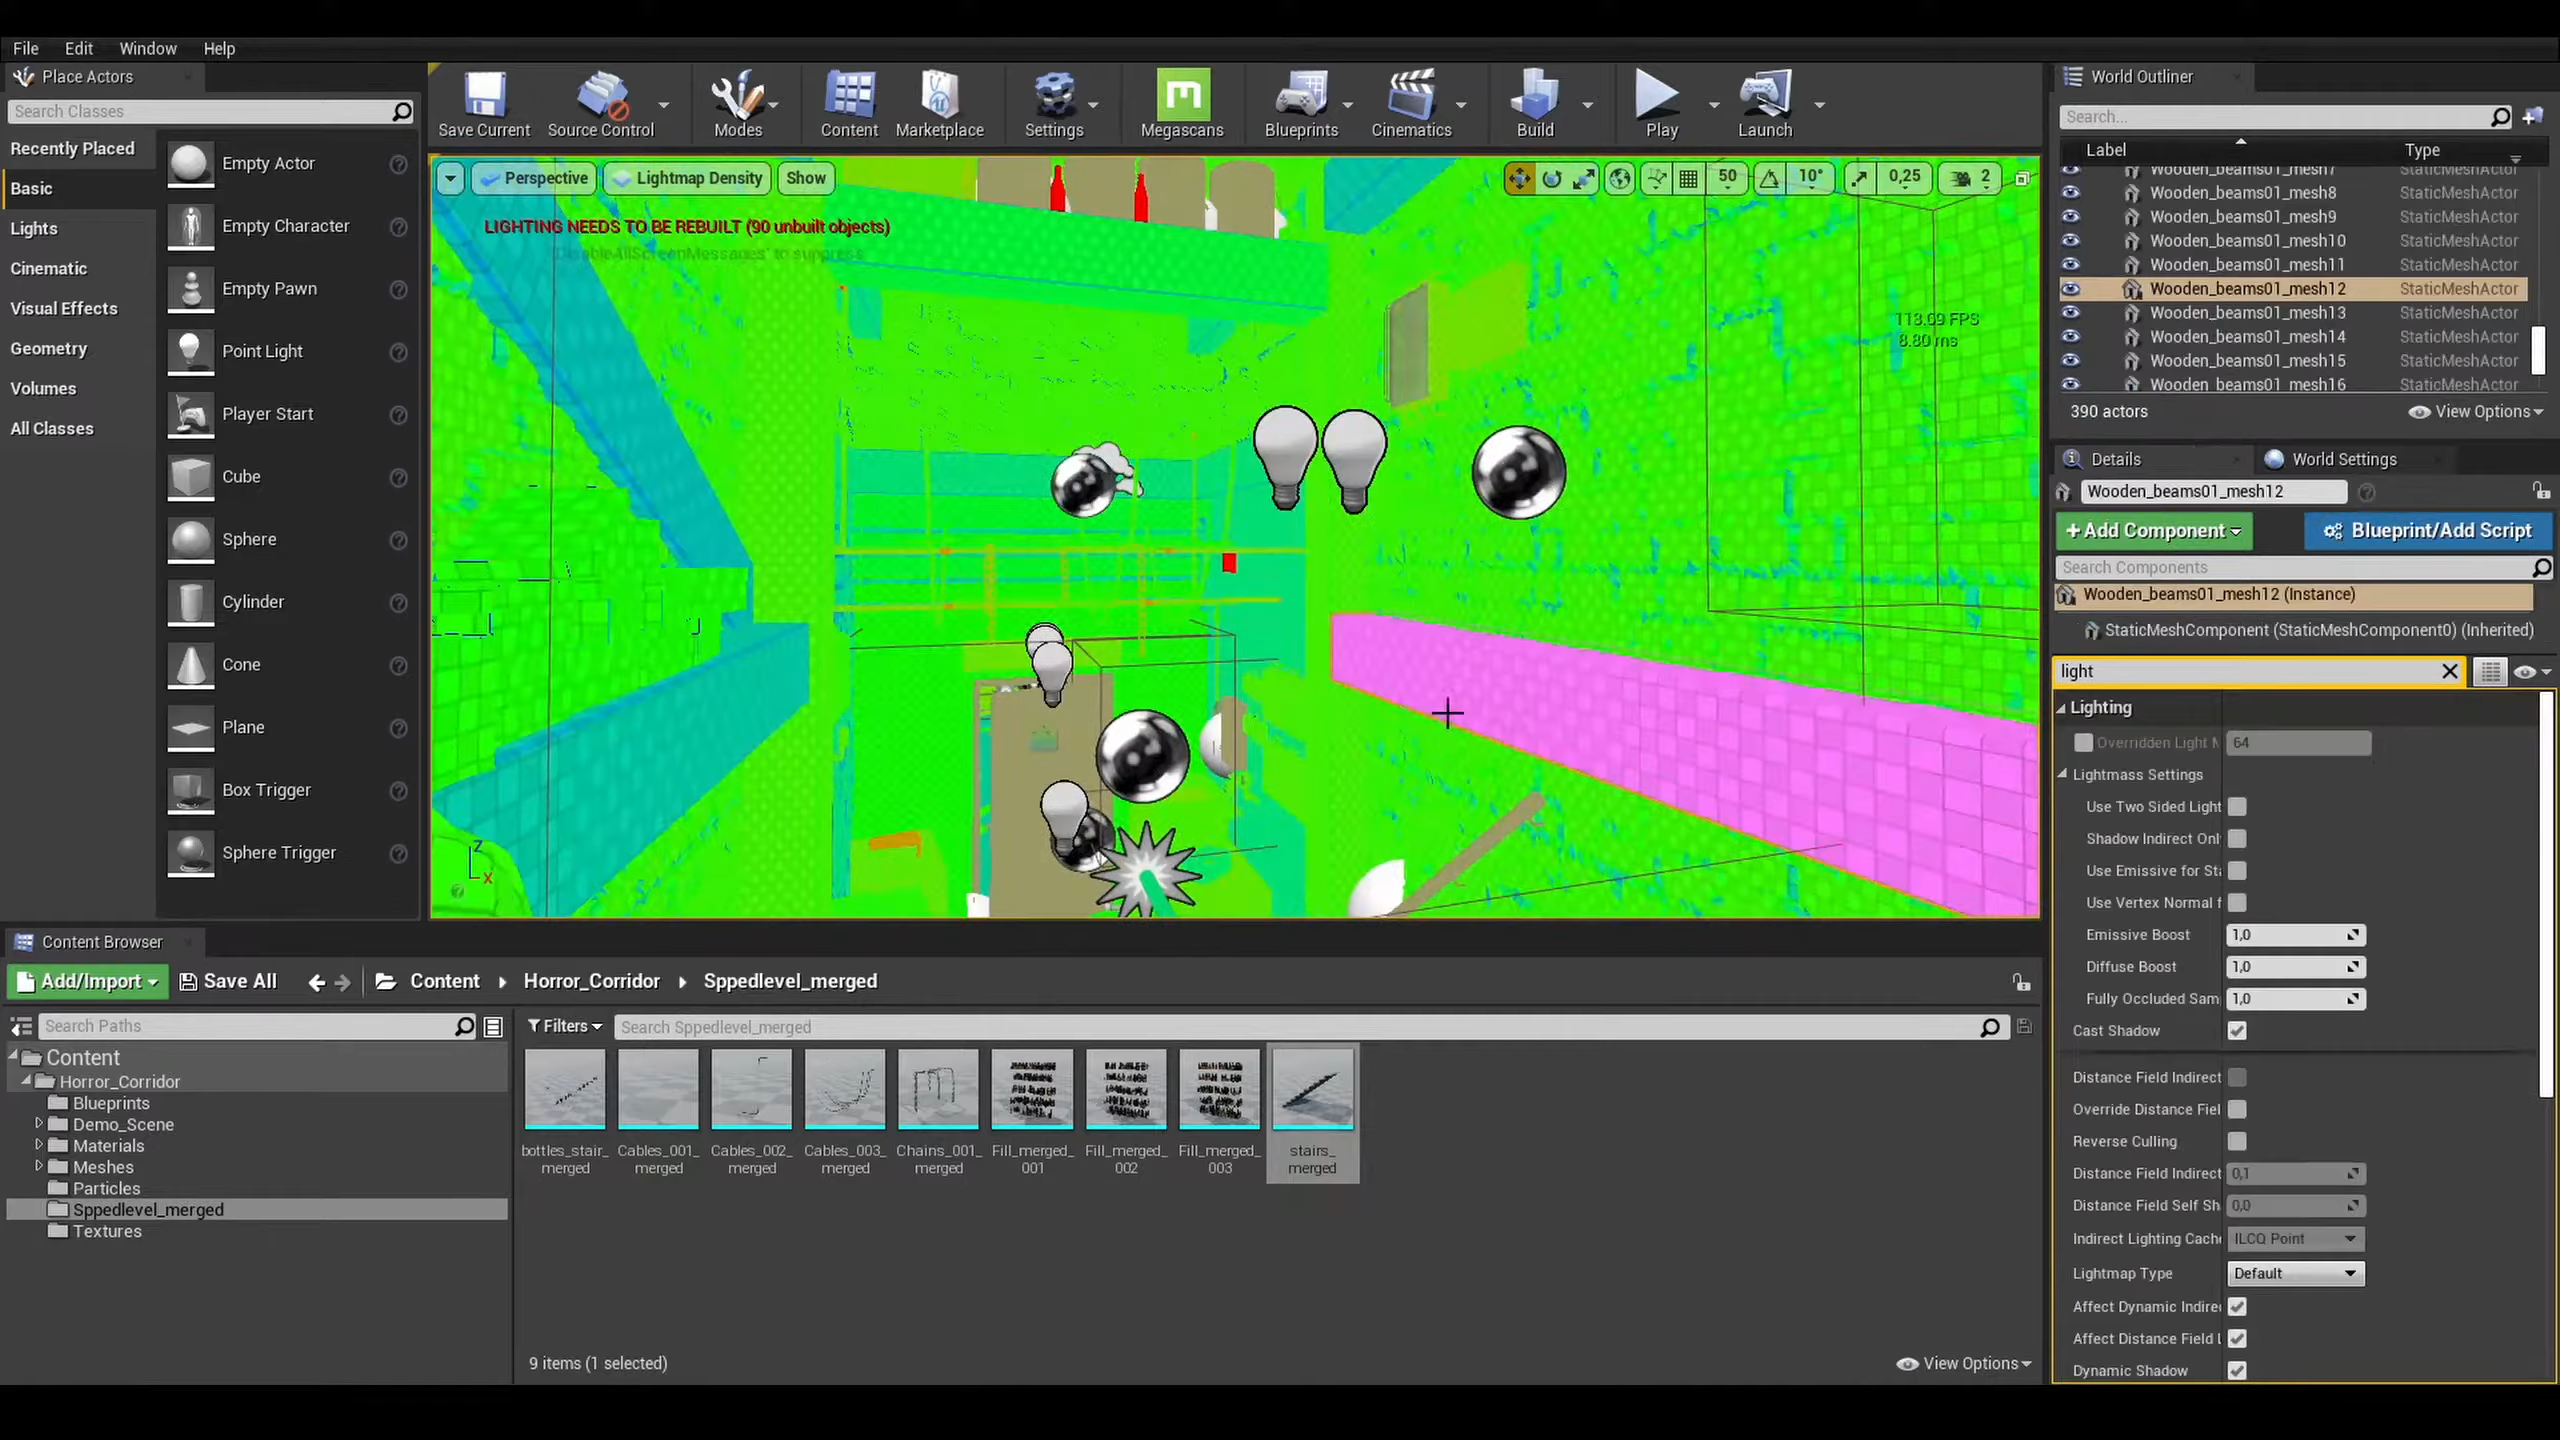 File Edit Window Help
Place Actors
Search Classes
Recently Placed
Basic
Lights
Cinematic
Visual Effects
Geometry
Volumes
All Classes
Empty Actor
Empty Character
Empty Pawn
Point Light
Player Start
Cube
Sphere
Cylinder
Cone
Plane
Box Trigger
Sphere Trigger
Save Current Source Control Modes Content Marketplace Settings Megascans Blueprints Cinematics Build Play Launch
Perspective Lightmap Density Show
50 10° 0,25 2
LIGHTING NEEDS TO BE REBUILT (90 unbuilt objects)
'DisableAllScreenMessages' to suppress
113.69 FPS
8.80 ms
Z
X
World Outliner
Search...
Label Type
Wooden_beams01_mesh7 StaticMeshActor
Wooden_beams01_mesh8 StaticMeshActor
Wooden_beams01_mesh9 StaticMeshActor
Wooden_beams01_mesh10 StaticMeshActor
Wooden_beams01_mesh11 StaticMeshActor
Wooden_beams01_mesh12 StaticMeshActor
Wooden_beams01_mesh13 StaticMeshActor
Wooden_beams01_mesh14 StaticMeshActor
Wooden_beams01_mesh15 StaticMeshActor
Wooden_beams01_mesh16 StaticMeshActor
390 actors View Options
Details World Settings
Wooden_beams01_mesh12
+Add Component Blueprint/Add Script
Search Components
Wooden_beams01_mesh12 (Instance)
StaticMeshComponent (StaticMeshComponent0) (Inherited)
light
Lighting
Overridden Light M 64
Lightmass Settings
Use Two Sided Light
Shadow Indirect Onl
Use Emissive for Sta
Use Vertex Normal f
Emissive Boost 1,0
Diffuse Boost 1,0
Fully Occluded Sam 1,0
Cast Shadow
Distance Field Indirect
Override Distance Fiel
Reverse Culling
Distance Field Indirect 0,1
Distance Field Self Sh 0,0
Indirect Lighting Cache ILCQ Point
Lightmap Type Default
Affect Dynamic Indirec
Affect Distance Field L
Dynamic Shadow
Content Browser
Add/Import Save All Content Horror_Corridor Sppedlevel_merged
Search Paths
Filters Search Sppedlevel_merged
Content
Horror_Corridor
Blueprints
Demo_Scene
Materials
Meshes
Particles
Sppedlevel_merged
Textures
bottles_stair_ merged
Cables_001_ merged
Cables_002_ merged
Cables_003_ merged
Chains_001_ merged
Fill_merged_ 001
Fill_merged_ 002
Fill_merged_ 003
stairs_ merged
9 items (1 selected) View Options